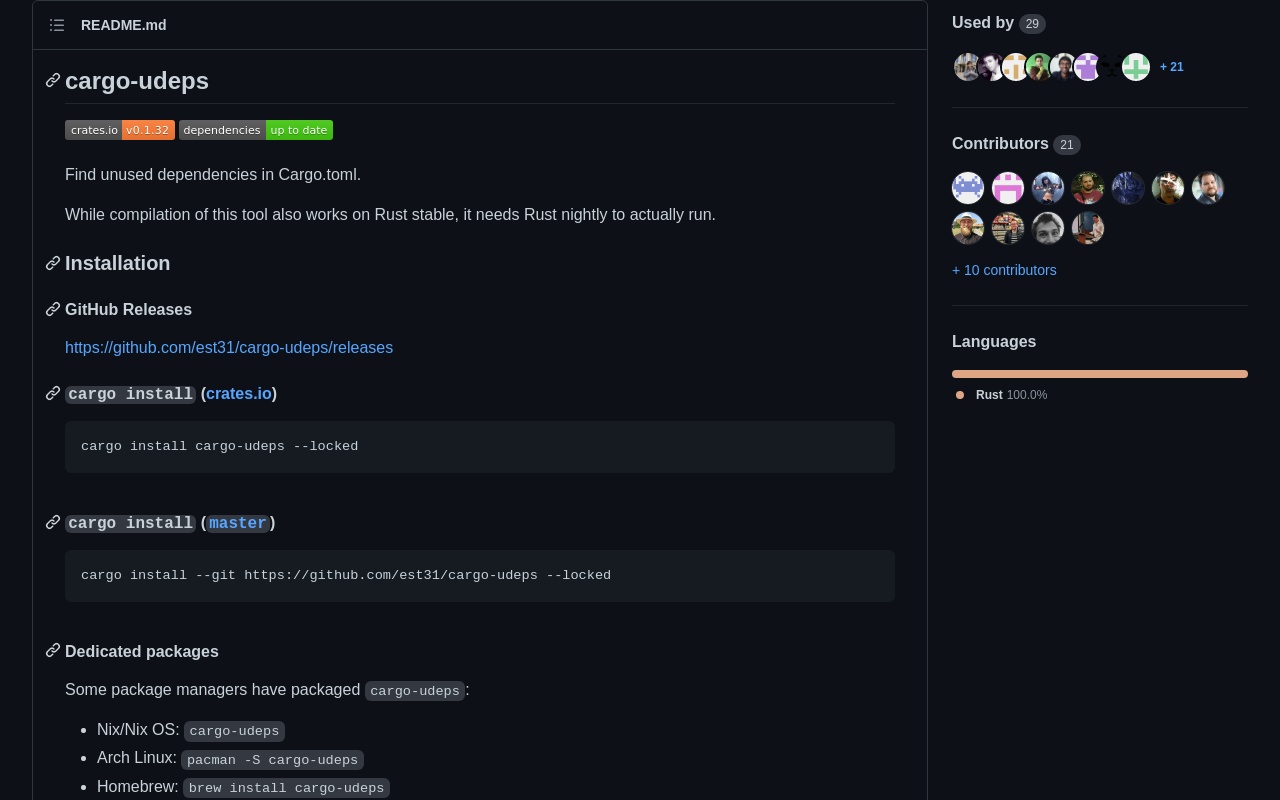 README.md
cargo-udeps
crates.io v0.1.32 dependencies up to date
Find unused dependencies in Cargo.toml.
While compilation of this tool also works on Rust stable, it needs Rust nightly to actually run.
Installation
GitHub Releases
https://github.com/est31/cargo-udeps/releases
cargo install (crates.io)
cargo install cargo-udeps --locked
cargo install (master)
cargo install --git https://github.com/est31/cargo-udeps --locked
Dedicated packages
Some package managers have packaged cargo-udeps:
Nix/Nix OS: cargo-udeps
Arch Linux: pacman -S cargo-udeps
Homebrew: brew install cargo-udeps
Used by 29
+ 21
Contributors 21
+ 10 contributors
Languages
Rust 100.0%